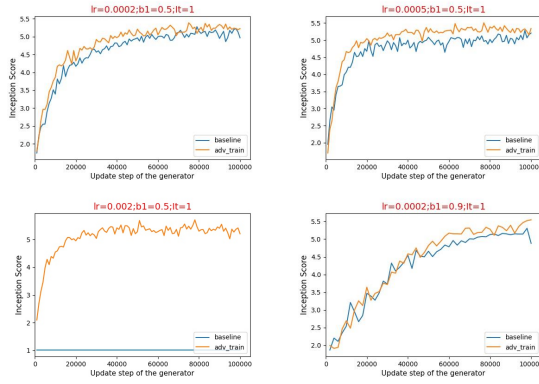 lr=0.0002;b1=0.5;lt=1
Inception Score
5.5
5.0
4.5
4.0
3.5
3.0
2.5
2.0
baseline
adv_train
0 20000 40000 60000 80000 100000
Update step of the generator
lr=0.0005;b1=0.5;lt=1
Inception Score
5.5
5.0
4.5
4.0
3.5
3.0
2.5
2.0
baseline
adv_train
0 20000 40000 60000 80000 100000
Update step of the generator
lr=0.002;b1=0.5;lt=1
Inception Score
5
4
3
2
1
baseline
adv_train
0 20000 40000 60000 80000 100000
Update step of the generator
lr=0.0002;b1=0.9;lt=1
Inception Score
5.5
5.0
4.5
4.0
3.5
3.0
2.5
2.0
baseline
adv_train
0 20000 40000 60000 80000 100000
Update step of the generator